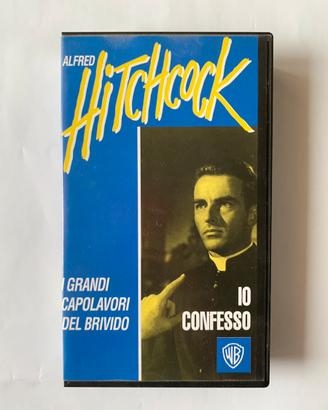 ALFRED
HiTCHCOCK
I GRANDI
CAPOLAVORI
DEL BRIVIDO
IO
CONFESSO
WB